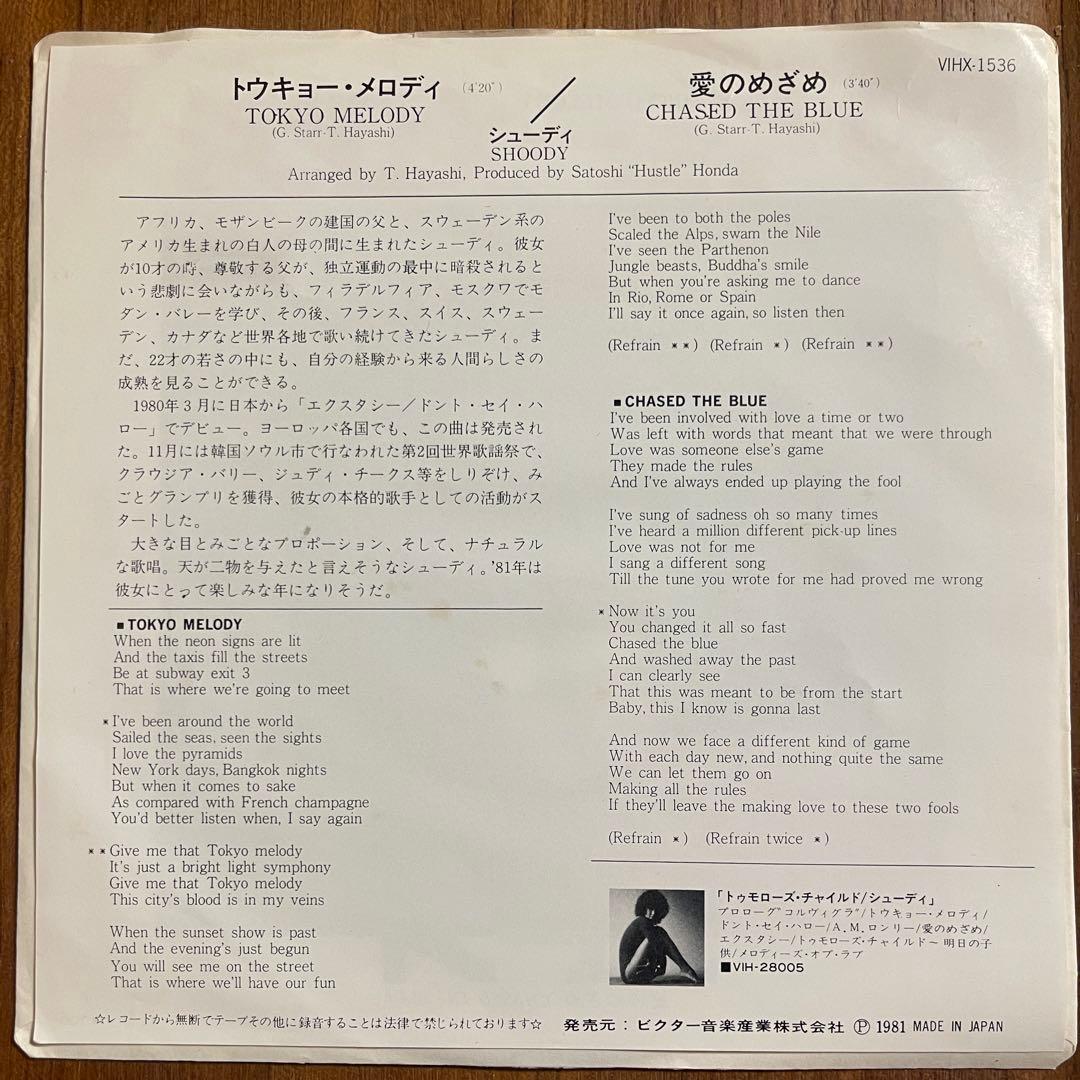 VIHX-1536
トウキョー・メロディ (4'20")
TOKYO MELODY
(G. Starr-T. Hayashi)
／
シューディ
SHOODY
愛のめざめ (3'40")
CHASED THE BLUE
(G. Starr-T. Hayashi)
Arranged by T. Hayashi, Produced by Satoshi "Hustle" Honda
アフリカ、モザンビークの建国の父と、スウェーデン系の
アメリカ生まれの白人の母の間に生まれたシューディ。彼女
が10才の時、尊敬する父が、独立運動の最中に暗殺されると
いう悲劇に会いながらも、フィラデルフィア、モスクワでモ
ダン・バレーを学び、その後、フランス、スイス、スウェー
デン、カナダなど世界各地で歌い続けてきたシューディ。ま
だ、22才の若さの中にも、自分の経験から来る人間らしさの
成熟を見ることができる。
1980年3月に日本から「エクスタシー／ドント・セイ・ハ
ロー」でデビュー。ヨーロッパ各国でも、この曲は発売され
た。11月には韓国ソウル市で行なわれた第2回世界歌謡祭で、
クラウジア・バリー、ジュディ・チークス等をしりぞけ、み
ごとグランプリを獲得、彼女の本格的歌手としての活動がス
タートした。
大きな目とみごとなプロポーション、そして、ナチュラル
な歌唱。天が二物を与えたと言えそうなシューディ。'81年は
彼女にとって楽しみな年になりそうだ。
■TOKYO MELODY
When the neon signs are lit
And the taxis fill the streets
Be at subway exit 3
That is where we're going to meet
*I've been around the world
Sailed the seas, seen the sights
I love the pyramids
New York days, Bangkok nights
But when it comes to sake
As compared with French champagne
You'd better listen when, I say again
**Give me that Tokyo melody
It's just a bright light symphony
Give me that Tokyo melody
This city's blood is in my veins
When the sunset show is past
And the evening's just begun
You will see me on the street
That is where we'll have our fun
I've been to both the poles
Scaled the Alps, swam the Nile
I've seen the Parthenon
Jungle beasts, Buddha's smile
But when you're asking me to dance
In Rio, Rome or Spain
I'll say it once again, so listen then
(Refrain **) (Refrain *) (Refrain **)
■CHASED THE BLUE
I've been involved with love a time or two
Was left with words that meant that we were through
Love was someone else's game
They made the rules
And I've always ended up playing the fool
I've sung of sadness oh so many times
I've heard a million different pick-up lines
Love was not for me
I sang a different song
Till the tune you wrote for me had proved me wrong
*Now it's you
You changed it all so fast
Chased the blue
And washed away the past
I can clearly see
That this was meant to be from the start
Baby, this I know is gonna last
And now we face a different kind of game
With each day new, and nothing quite the same
We can let them go on
Making all the rules
If they'll leave the making love to these two fools
(Refrain *) (Refrain twice *)
「トゥモローズ・チャイルド/シューディ」
プロローグ"コルヴィグラ"/トウキョー・メロディ/
ドント・セイ・ハロー/A.M.ロンリー/愛のめざめ/
エクスタシー/トゥモローズ・チャイルド〜明日の子
供/メロディーズ・オブ・ラブ
■VIH-28005
☆レコードから無断でテープその他に録音することは法律で禁じられております☆
発売元：ビクター音楽産業株式会社 Ⓟ 1981 MADE IN JAPAN